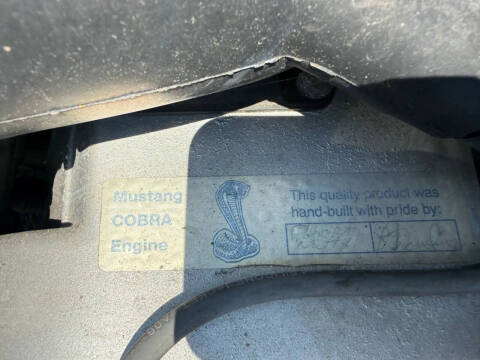 Mustang
COBRA
Engine
This quality product was
hand-built with pride by: